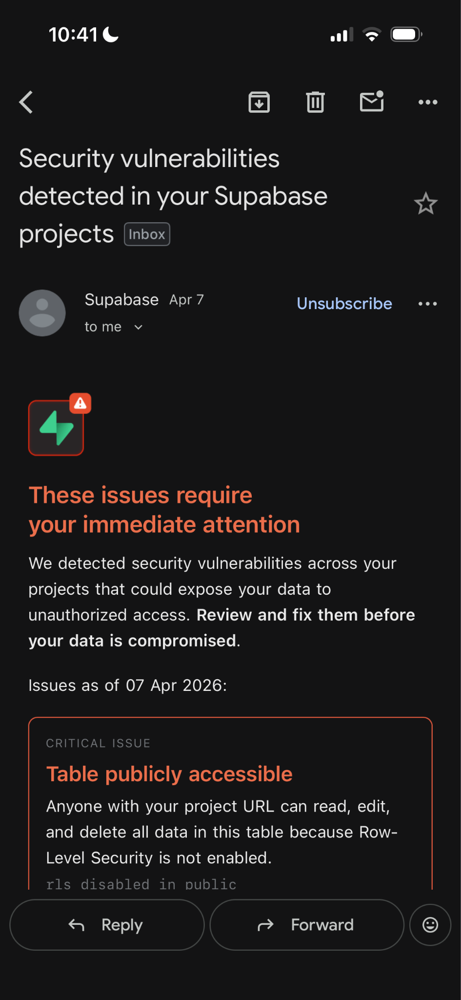 10:41
Security vulnerabilities
detected in your Supabase
projects Inbox
Supabase Apr 7
Unsubscribe
to me
These issues require
your immediate attention
We detected security vulnerabilities across your
projects that could expose your data to
unauthorized access. Review and fix them before
your data is compromised.
Issues as of 07 Apr 2026:
CRITICAL ISSUE
Table publicly accessible
Anyone with your project URL can read, edit,
and delete all data in this table because Row-
Level Security is not enabled.
rls disabled in public
Reply
Forward